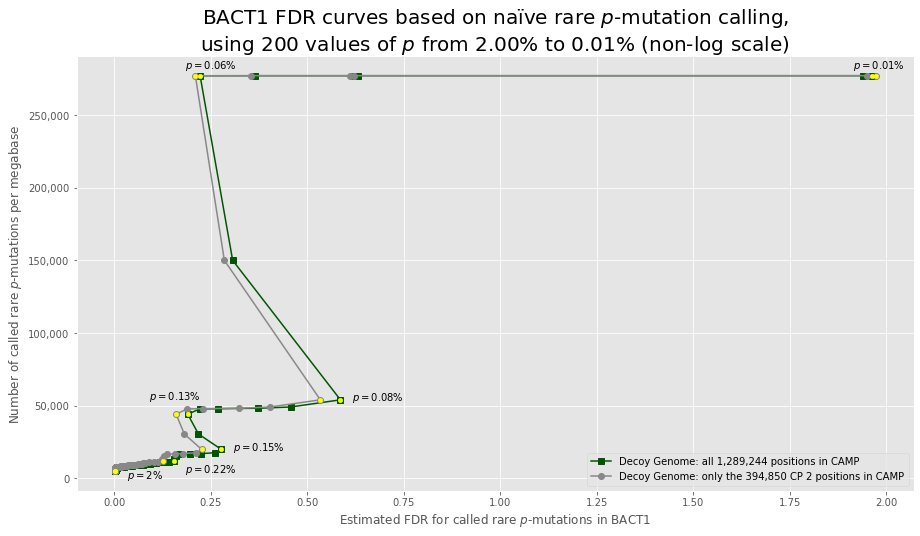 BACT1 FDR curves based on naïve rare p-mutation calling,
using 200 values of p from 2.00% to 0.01% (non-log scale)
p = 0.06%
p = 0.01%
250,000
200,000
150,000
100,000
50,000
0
Number of called rare p-mutations per megabase
p = 0.13%
p = 0.08%
p = 0.15%
p = 0.22%
p = 2%
Decoy Genome: all 1,289,244 positions in CAMP
Decoy Genome: only the 394,850 CP 2 positions in CAMP
0.00 0.25 0.50 0.75 1.00 1.25 1.50 1.75 2.00
Estimated FDR for called rare p-mutations in BACT1